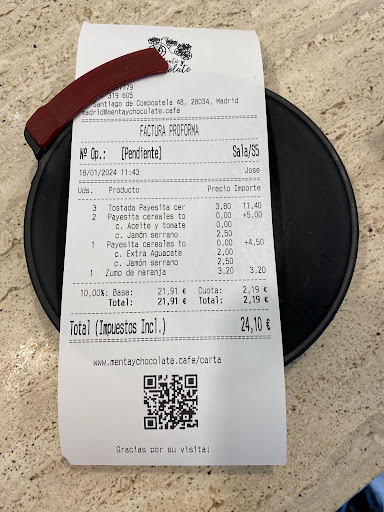 Menta y
Chocolate
7779
319 605
Santiago de Compostela 48, 28034, Madrid
madrid@mentaychocolate.cafe
FACTURA PROFORMA
Nº Op.: [Pendiente] Sala/S5
18/01/2024 11:43 Jose
Uds. Producto Precio Importe
3 Tostada Payesita cer 3,80 11,40
2 Payesita cereales to 0,00 +5,00
c. Aceite y tomate 0,00
c. Jamón serrano 2,50
1 Payesita cereales to 0,00 +4,50
c. Extra Aguacate 2,00
c. Jamón serrano 2,50
1 Zumo de naranja 3,20 3,20
10,00%: Base: 21,91 € Cuota: 2,19 €
Total: 21,91 € Total: 2,19 €
Total (Impuestos Incl.) 24,10 €
www.mentaychocolate.cafe/carta
Gracias por su visita!